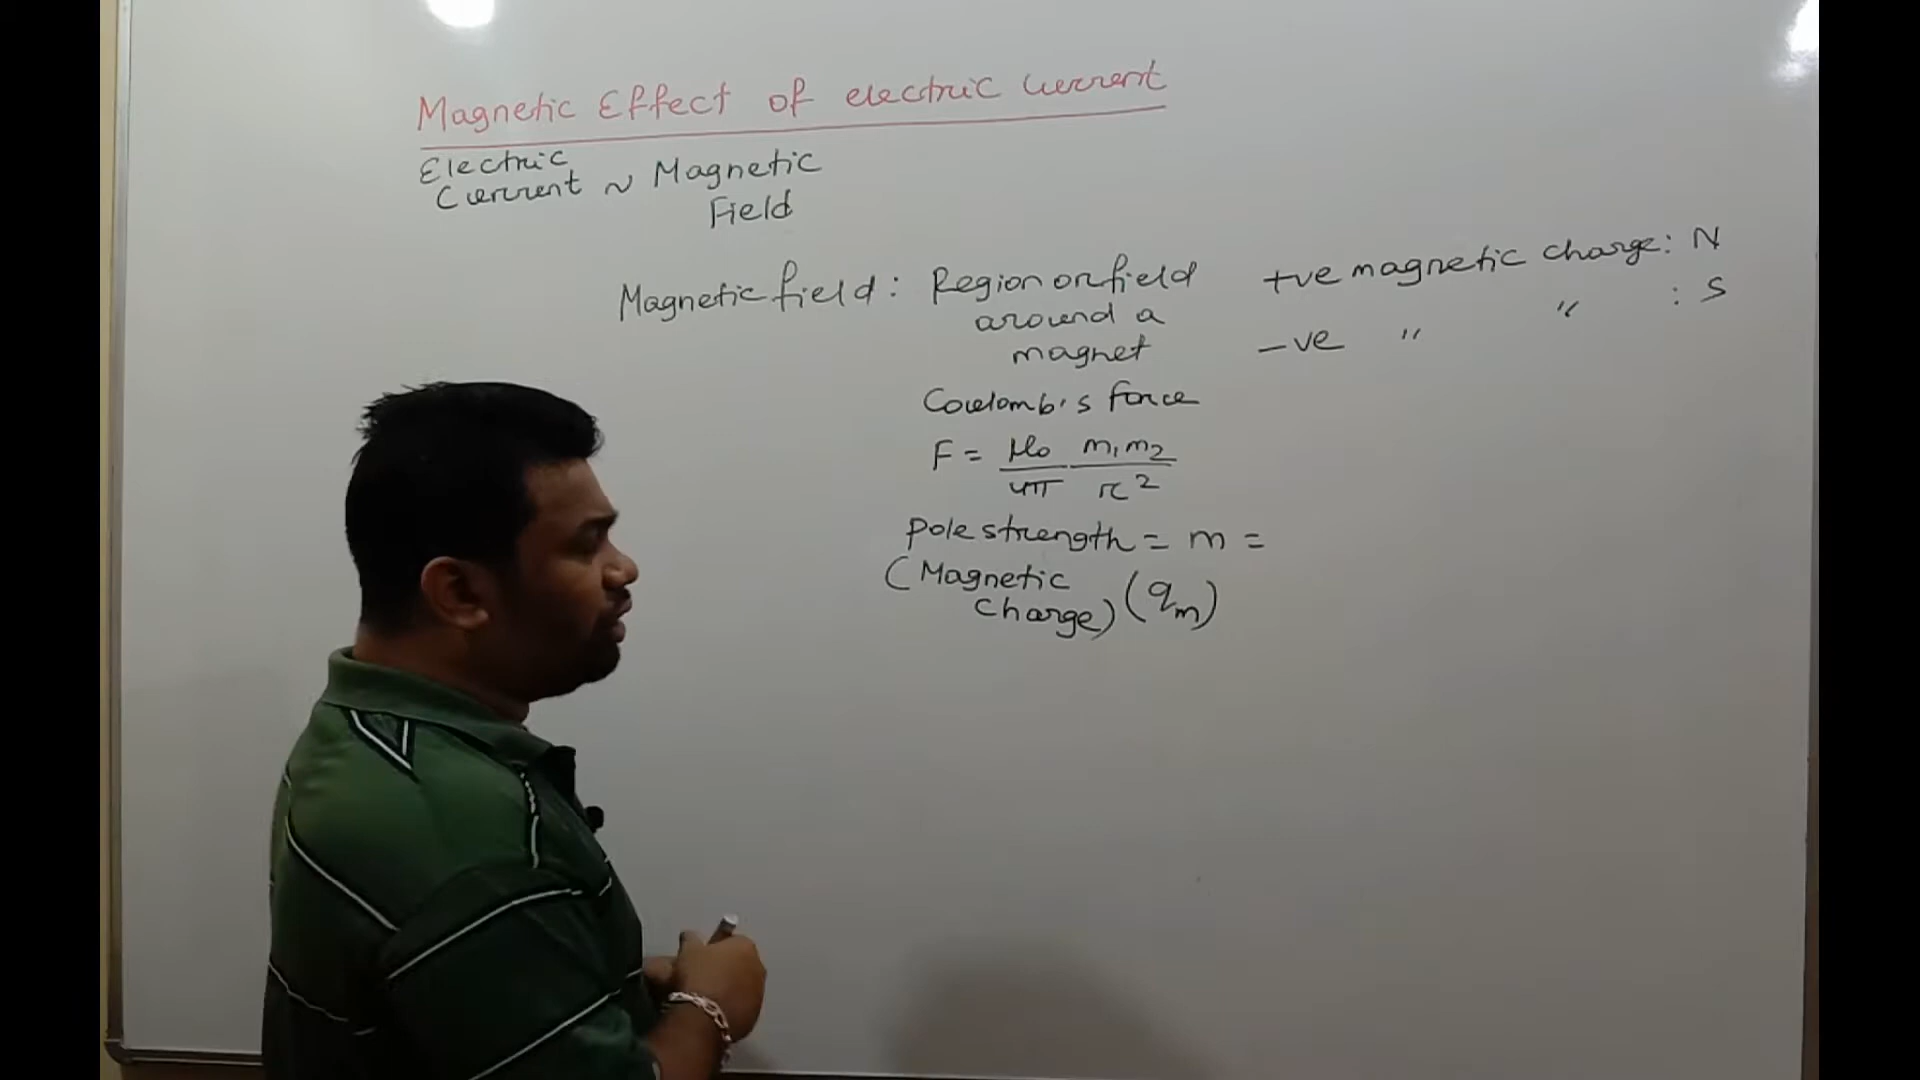 Magnetic Effect of electric current
Electric
Current ~ Magnetic
Field
Magnetic field : Region or field
around a
magnet
+ve magnetic charge : N
-ve " " : S
Coulomb's force
F = μ₀/4π m₁m₂/r²
Pole strength = m =
(Magnetic
Charge) (qₘ)